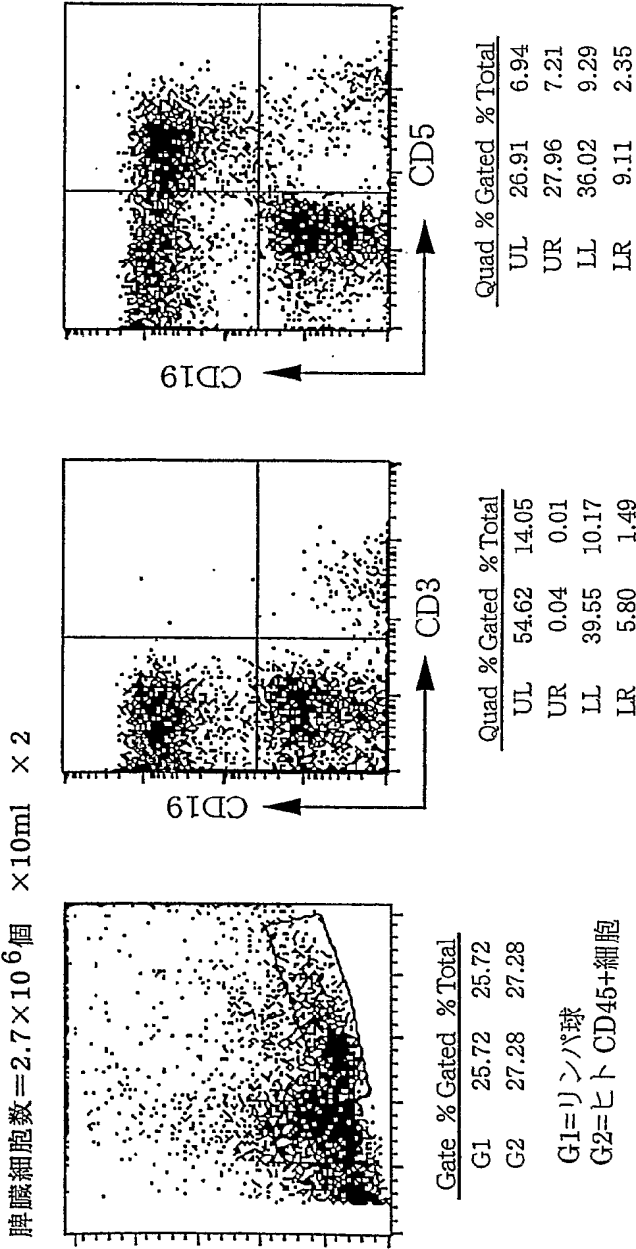 脾臓細胞数=2.7×10⁶個 ×10ml ×2
Gate % Gated % Total
G1 25.72 25.72
G2 27.28 27.28
G1=リンパ球
G2=ヒト CD45+細胞
CD19
CD3
Quad % Gated % Total
UL 54.62 14.05
UR 0.04 0.01
LL 39.55 10.17
LR 5.80 1.49
CD19
CD5
Quad % Gated % Total
UL 26.91 6.94
UR 27.96 7.21
LL 36.02 9.29
LR 9.11 2.35